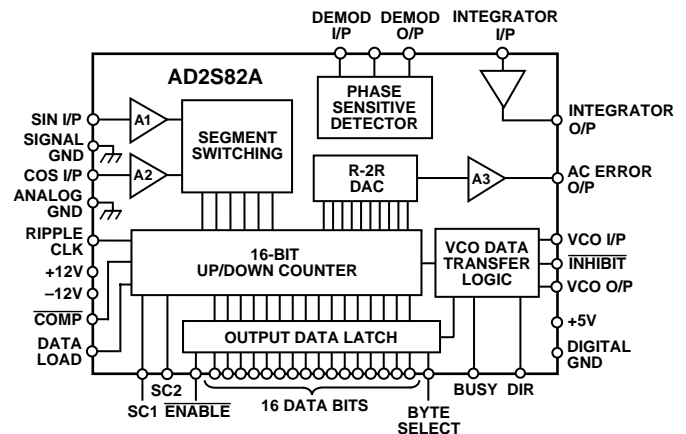 DEMOD
I/P
DEMOD
O/P
INTEGRATOR
I/P
AD2S82A
PHASE
SENSITIVE
DETECTOR
SIN I/P
A1
SEGMENT
SWITCHING
INTEGRATOR
O/P
SIGNAL
GND
COS I/P
A2
R-2R
DAC
A3
AC ERROR
O/P
ANALOG
GND
RIPPLE
CLK
16-BIT
UP/DOWN COUNTER
VCO DATA
TRANSFER
LOGIC
VCO I/P
INHIBIT
VCO O/P
+12V
–12V
COMP
DATA
LOAD
OUTPUT DATA LATCH
+5V
DIGITAL
GND
SC1
SC2
ENABLE
16 DATA BITS
BYTE
SELECT
BUSY
DIR